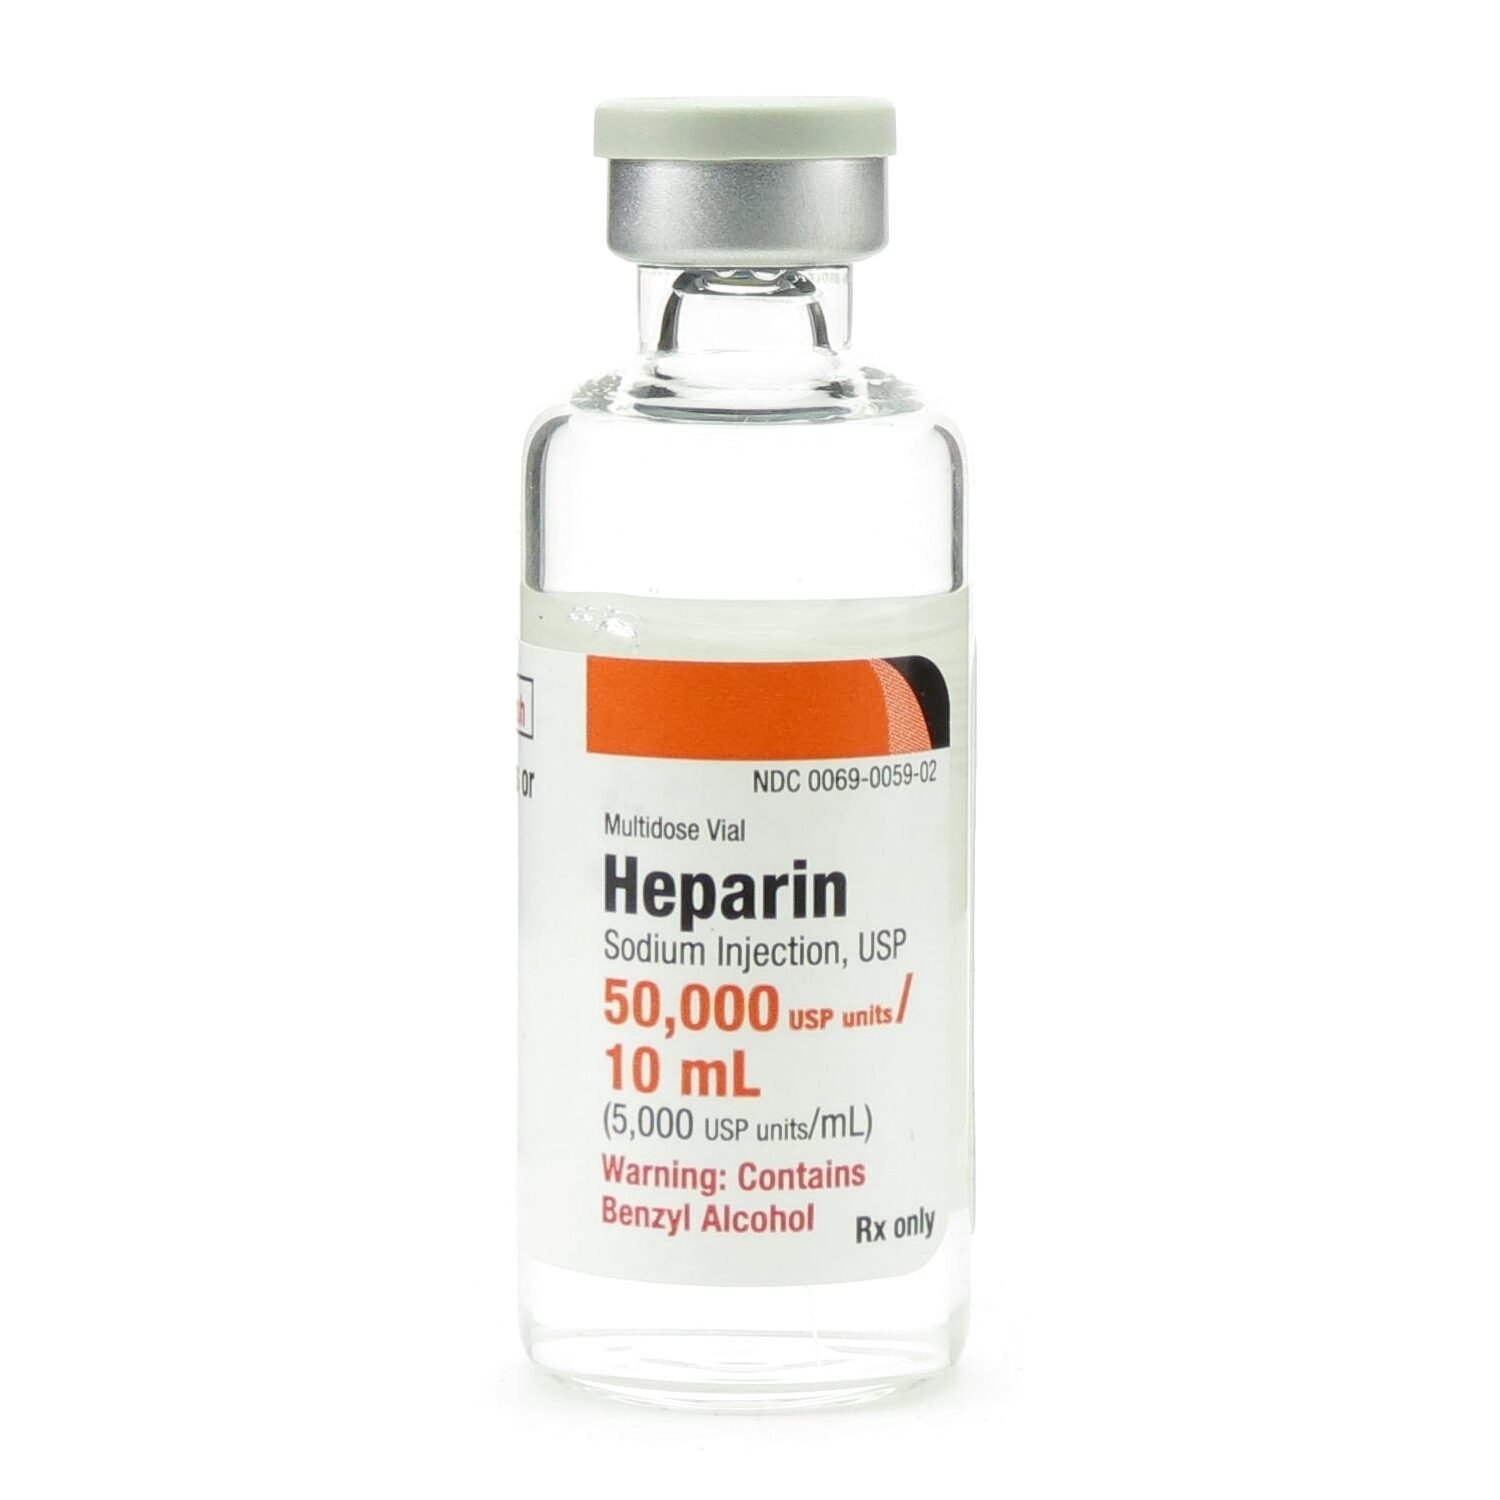 or
NDC 0069-0059-02
Multidose Vial
Heparin
Sodium Injection, USP
50,000 USP units/
10 mL
(5,000 USP units/mL)
Warning: Contains
Benzyl Alcohol
Rx only